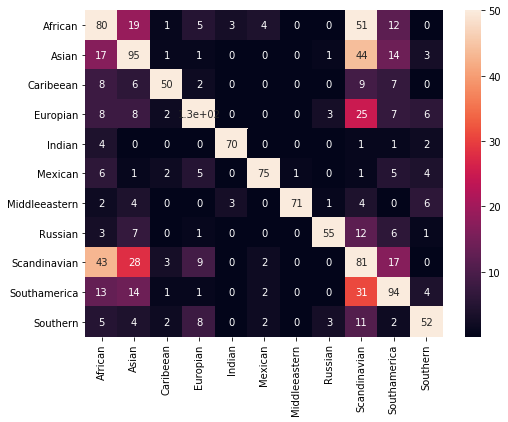 African 80 19 1 5 3 4 0 0 51 12 0
Asian 17 95 1 1 0 0 0 1 44 14 3
Caribeean 8 6 50 2 0 0 0 0 9 7 0
Europian 8 8 2 1.3e+02 0 0 0 3 25 7 6
Indian 4 0 0 0 70 0 0 0 1 1 2
Mexican 6 1 2 5 0 75 1 0 1 5 4
Middleeastern 2 4 0 0 3 0 71 1 4 0 6
Russian 3 7 0 1 0 0 0 55 12 6 1
Scandinavian 43 28 3 9 0 2 0 0 81 17 0
Southamerica 13 14 1 1 0 2 0 0 31 94 4
Southern 5 4 2 8 0 2 0 3 11 2 52
African Asian Caribeean Europian Indian Mexican Middleeastern Russian Scandinavian Southamerica Southern
50
40
30
20
10